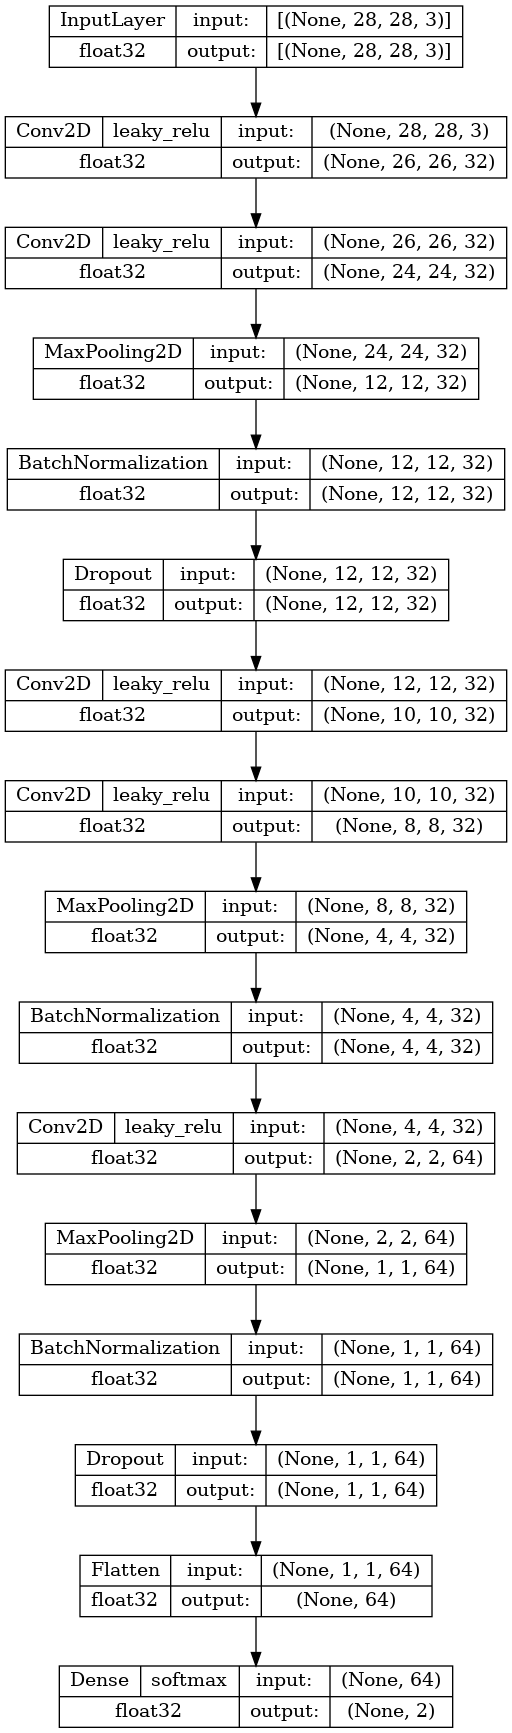 InputLayer input: [(None, 28, 28, 3)]
float32 output: [(None, 28, 28, 3)]
Conv2D leaky_relu input: (None, 28, 28, 3)
float32 output: (None, 26, 26, 32)
Conv2D leaky_relu input: (None, 26, 26, 32)
float32 output: (None, 24, 24, 32)
MaxPooling2D input: (None, 24, 24, 32)
float32 output: (None, 12, 12, 32)
BatchNormalization input: (None, 12, 12, 32)
float32 output: (None, 12, 12, 32)
Dropout input: (None, 12, 12, 32)
float32 output: (None, 12, 12, 32)
Conv2D leaky_relu input: (None, 12, 12, 32)
float32 output: (None, 10, 10, 32)
Conv2D leaky_relu input: (None, 10, 10, 32)
float32 output: (None, 8, 8, 32)
MaxPooling2D input: (None, 8, 8, 32)
float32 output: (None, 4, 4, 32)
BatchNormalization input: (None, 4, 4, 32)
float32 output: (None, 4, 4, 32)
Conv2D leaky_relu input: (None, 4, 4, 32)
float32 output: (None, 2, 2, 64)
MaxPooling2D input: (None, 2, 2, 64)
float32 output: (None, 1, 1, 64)
BatchNormalization input: (None, 1, 1, 64)
float32 output: (None, 1, 1, 64)
Dropout input: (None, 1, 1, 64)
float32 output: (None, 1, 1, 64)
Flatten input: (None, 1, 1, 64)
float32 output: (None, 64)
Dense softmax input: (None, 64)
float32 output: (None, 2)